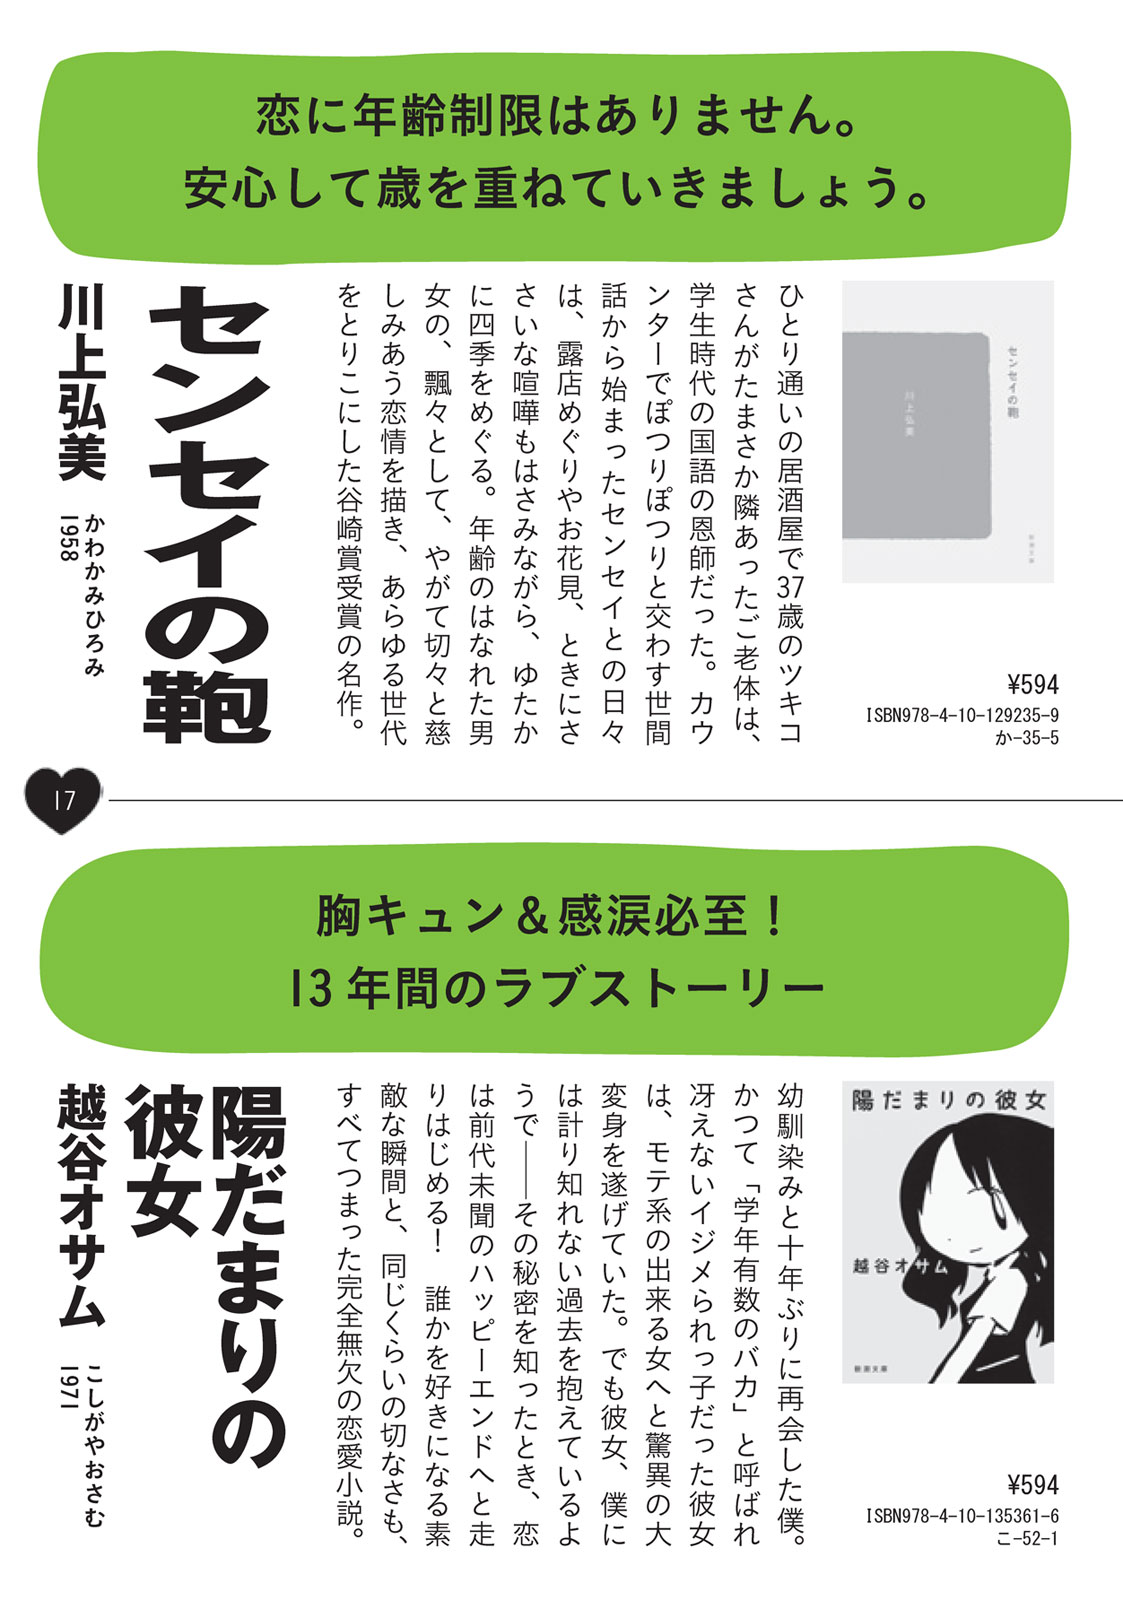 恋に年齢制限はありません。
安心して歳を重ねていきましょう。
センセイの鞄
川上弘美
新潮文庫
¥594
ISBN978-4-10-129235-9
か-35-5
ひとり通いの居酒屋で37歳のツキコ
さんがたまさか隣あったご老体は、
学生時代の国語の恩師だった。カウ
ンターでぽつりぽつりと交わす世間
話から始まったセンセイとの日々
は、露店めぐりやお花見、ときにさ
さいな喧嘩もはさみながら、ゆたか
に四季をめぐる。年齢のはなれた男
女の、飄々として、やがて切々と慈
しみあう恋情を描き、あらゆる世代
をとりこにした谷崎賞受賞の名作。
センセイの鞄
川上弘美
かわかみひろみ
1958
17
胸キュン&感涙必至！
13年間のラブストーリー
陽だまりの彼女
越谷オサム
新潮文庫
¥594
ISBN978-4-10-135361-6
こ-52-1
幼馴染みと十年ぶりに再会した僕。
かつて「学年有数のバカ」と呼ばれ
冴えないイジメられっ子だった彼女
は、モテ系の出来る女へと驚異の大
変身を遂げていた。でも彼女、僕に
は計り知れない過去を抱えているよ
うで――その秘密を知ったとき、恋
は前代未聞のハッピーエンドへと走
りはじめる！　誰かを好きになる素
敵な瞬間と、同じくらいの切なさも、
すべてつまった完全無欠の恋愛小説。
陽だまりの
彼女
越谷オサム
こしがやおさむ
1971